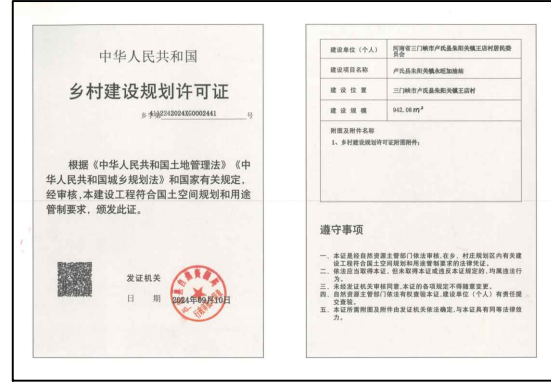 中华人民共和国
乡村建设规划许可证
号
根据《中华人民共和国土地管理法》《中
华人民共和国城乡规划法》和国家有关规定，
经审核，本建设工程符合国土空间规划和用途
管制要求，颁发此证。
发证机关
日 期 2024年09月10日
建设单位（个人） 河南省三门峡市卢氏县朱阳关镇王店村居民委
员会
建设项目名称 卢氏县朱阳关镇永旺加油站
建 设 位 置 三门峡市卢氏县朱阳关镇王店村
建 设 规 模 942.08m²
附图及附件名称
1、乡村建设规划许可证附图附件；
遵守事项
一、本证是经自然资源主管部门依法审核，在乡、村庄规划区内有关建
设工程符合国土空间规划和用途管制要求的法律凭证。
二、依法应当取得本证，但未取得本证或违反本证规定的，均属违法行
为。
三、未经发证机关审核同意，本证的各项规定不得随意变更。
四、自然资源主管部门依法有权查验本证，建设单位（个人）有责任提
交查验。
五、本证所需附图及附件由发证机关依法确定，与本证具有同等法律效
力。